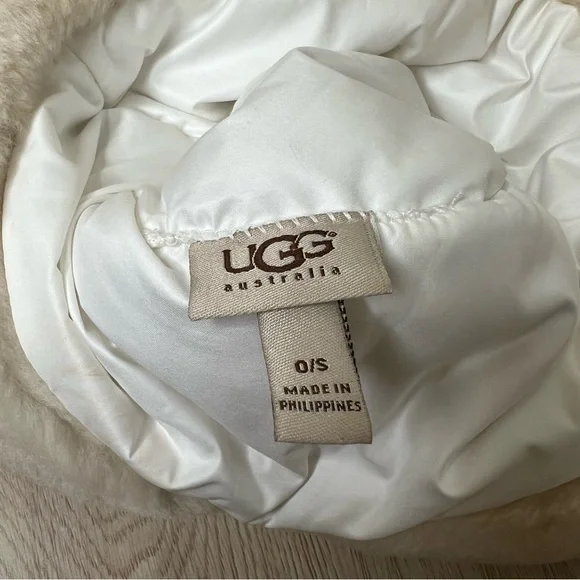 UGG®
australia
O/S
MADE IN
PHILIPPINES